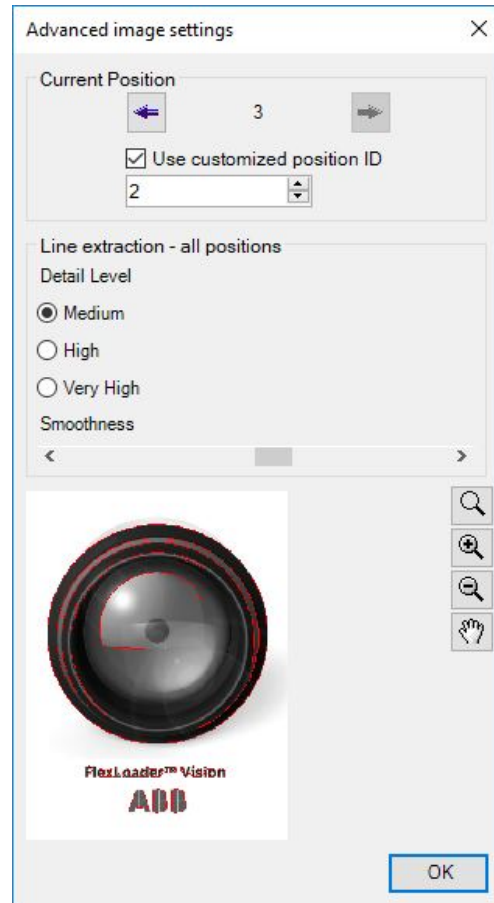 Advanced image settings
Current Position
3
Use customized position ID
2
Line extraction - all positions
Detail Level
Medium
High
Very High
Smoothness
FlexLoader™ Vision
ABB
OK